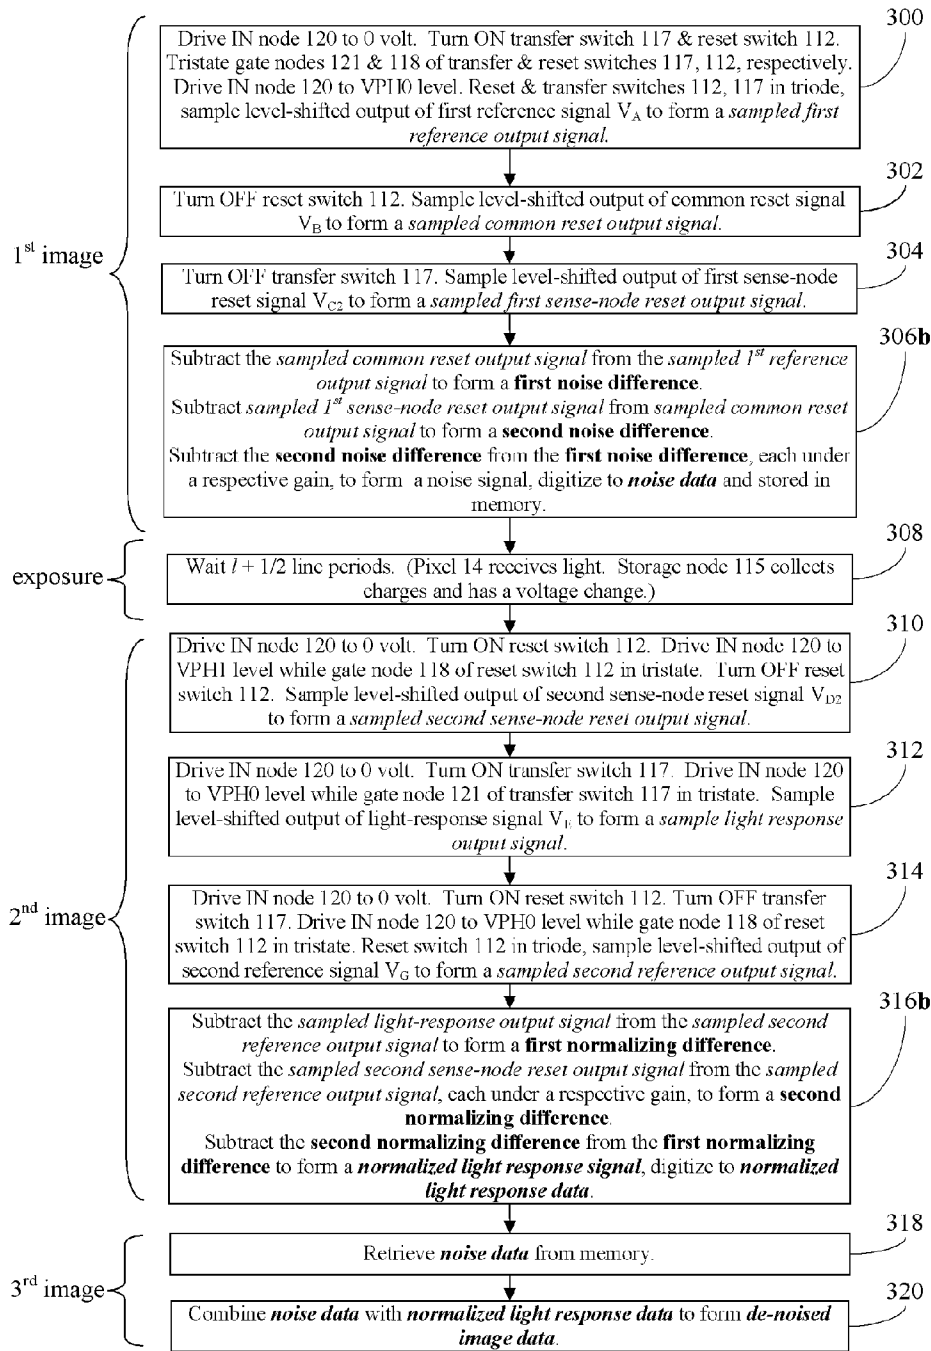 300
Drive IN node 120 to 0 volt. Turn ON transfer switch 117 & reset switch 112.
Tristate gate nodes 121 & 118 of transfer & reset switches 117, 112, respectively.
Drive IN node 120 to VPH0 level. Reset & transfer switches 112, 117 in triode,
sample level-shifted output of first reference signal VA to form a sampled first
reference output signal.
302
Turn OFF reset switch 112. Sample level-shifted output of common reset signal
VB to form a sampled common reset output signal.
1st image
304
Turn OFF transfer switch 117. Sample level-shifted output of first sense-node
reset signal VC2 to form a sampled first sense-node reset output signal.
306b
Subtract the sampled common reset output signal from the sampled 1st reference
output signal to form a first noise difference.
Subtract sampled 1st sense-node reset output signal from sampled common reset
output signal to form a second noise difference.
Subtract the second noise difference from the first noise difference, each under
a respective gain, to form a noise signal, digitize to noise data and stored in
memory.
308
exposure
Wait l + 1/2 line periods. (Pixel 14 receives light. Storage node 115 collects
charges and has a voltage change.)
310
Drive IN node 120 to 0 volt. Turn ON reset switch 112. Drive IN node 120 to
VPH1 level while gate node 118 of reset switch 112 in tristate. Turn OFF reset
switch 112. Sample level-shifted output of second sense-node reset signal VD2
to form a sampled second sense-node reset output signal.
312
Drive IN node 120 to 0 volt. Turn ON transfer switch 117. Drive IN node 120
to VPH0 level while gate node 121 of transfer switch 117 in tristate. Sample
level-shifted output of light-response signal VE to form a sample light response
output signal.
314
2nd image
Drive IN node 120 to 0 volt. Turn ON reset switch 112. Turn OFF transfer
switch 117. Drive IN node 120 to VPH0 level while gate node 118 of reset
switch 112 in tristate. Reset switch 112 in triode, sample level-shifted output of
second reference signal VG to form a sampled second reference output signal.
316b
Subtract the sampled light-response output signal from the sampled second
reference output signal to form a first normalizing difference.
Subtract the sampled second sense-node reset output signal from the sampled
second reference output signal, each under a respective gain, to form a second
normalizing difference.
Subtract the second normalizing difference from the first normalizing
difference to form a normalized light response signal, digitize to normalized
light response data.
318
Retrieve noise data from memory.
3rd image
320
Combine noise data with normalized light response data to form de-noised
image data.